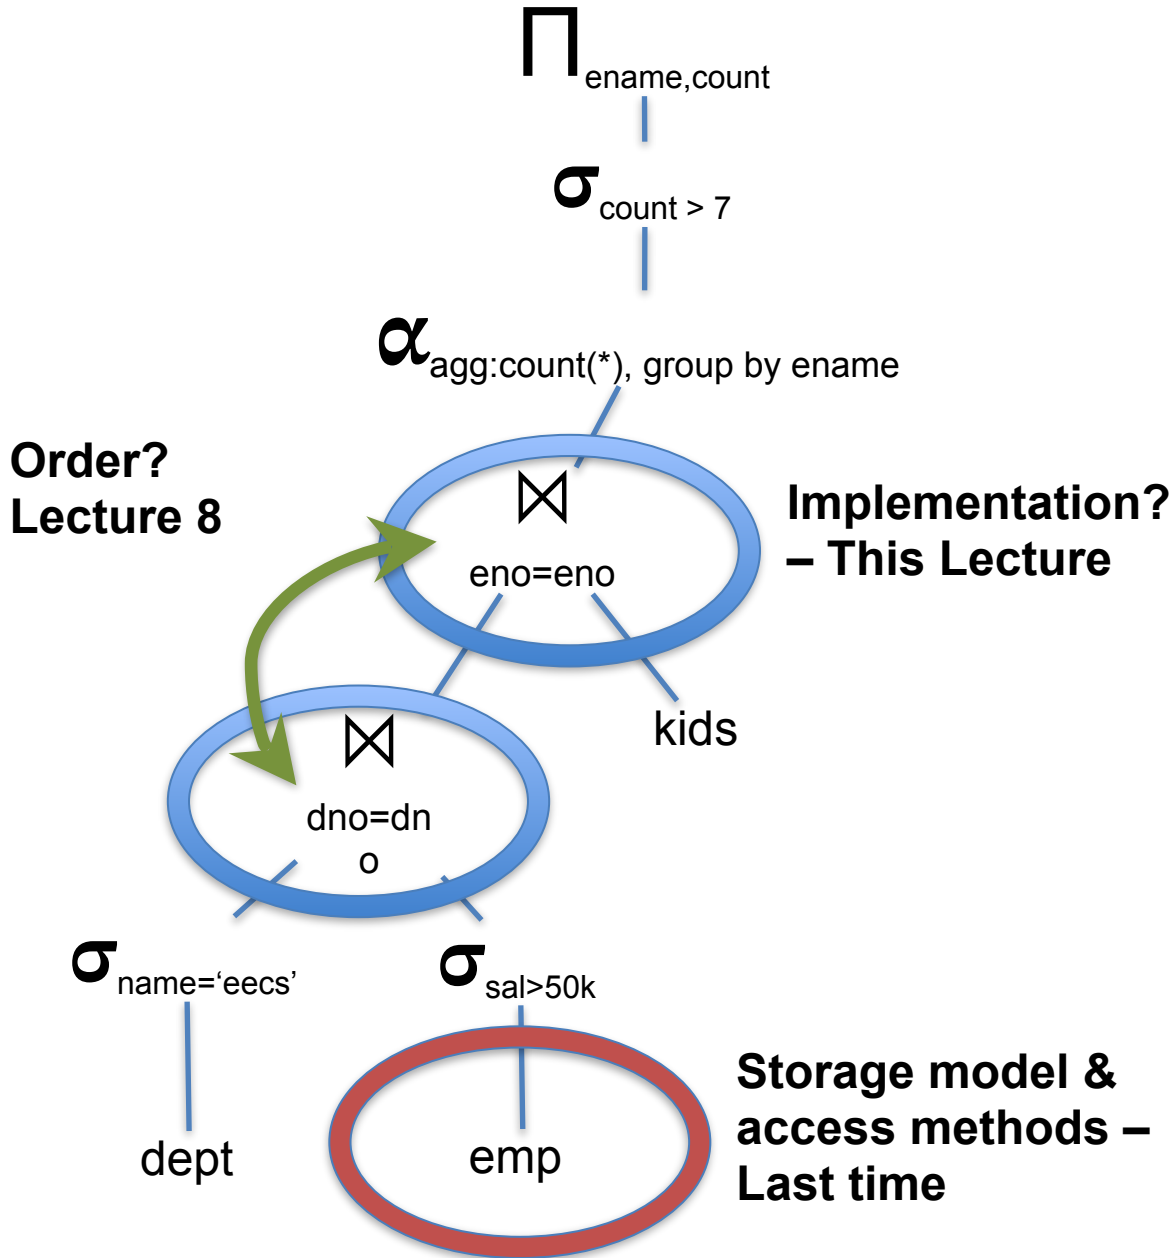 ∏ename,count
σcount > 7
αagg:count(*), group by ename
Order?
Lecture 8
⋈
eno=eno
Implementation?
– This Lecture
kids
⋈
dno=dn
o
σname=‘eecs’
σsal>50k
dept
emp
Storage model &
access methods –
Last time